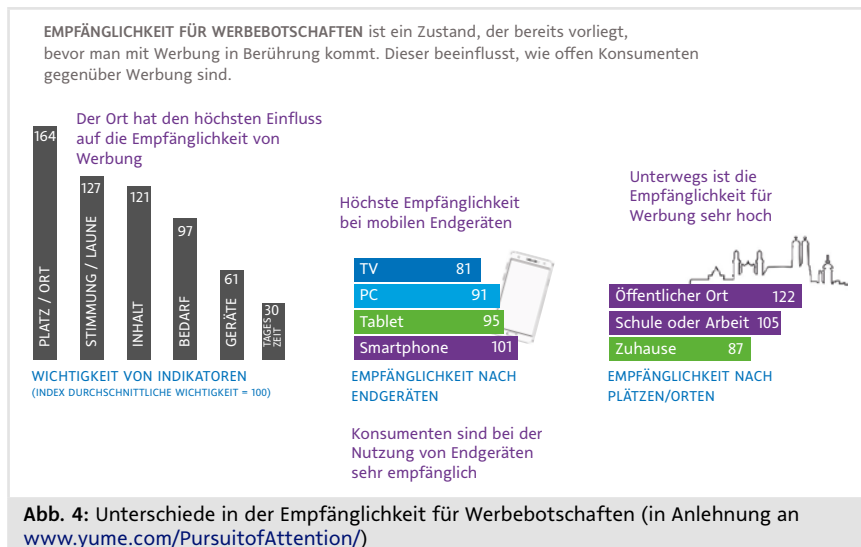 EMPFÄNGLICHKEIT FÜR WERBEBOTSCHAFTEN ist ein Zustand, der bereits vorliegt,
bevor man mit Werbung in Berührung kommt. Dieser beeinflusst, wie offen Konsumenten
gegenüber Werbung sind.
Der Ort hat den höchsten Einfluss
auf die Empfänglichkeit von
Werbung
164
PLATZ / ORT
127
STIMMUNG / LAUNE
121
INHALT
97
BEDARF
61
GERÄTE
30
TAGES
ZEIT
WICHTIGKEIT VON INDIKATOREN
(INDEX DURCHSCHNITTLICHE WICHTIGKEIT = 100)
Höchste Empfänglichkeit
bei mobilen Endgeräten
TV 81
PC 91
Tablet 95
Smartphone 101
EMPFÄNGLICHKEIT NACH
ENDGERÄTEN
Konsumenten sind bei der
Nutzung von Endgeräten
sehr empfänglich
Unterwegs ist die
Empfänglichkeit für
Werbung sehr hoch
Öffentlicher Ort 122
Schule oder Arbeit 105
Zuhause 87
EMPFÄNGLICHKEIT NACH
PLÄTZEN/ORTEN
Abb. 4: Unterschiede in der Empfänglichkeit für Werbebotschaften (in Anlehnung an
www.yume.com/PursuitofAttention/)